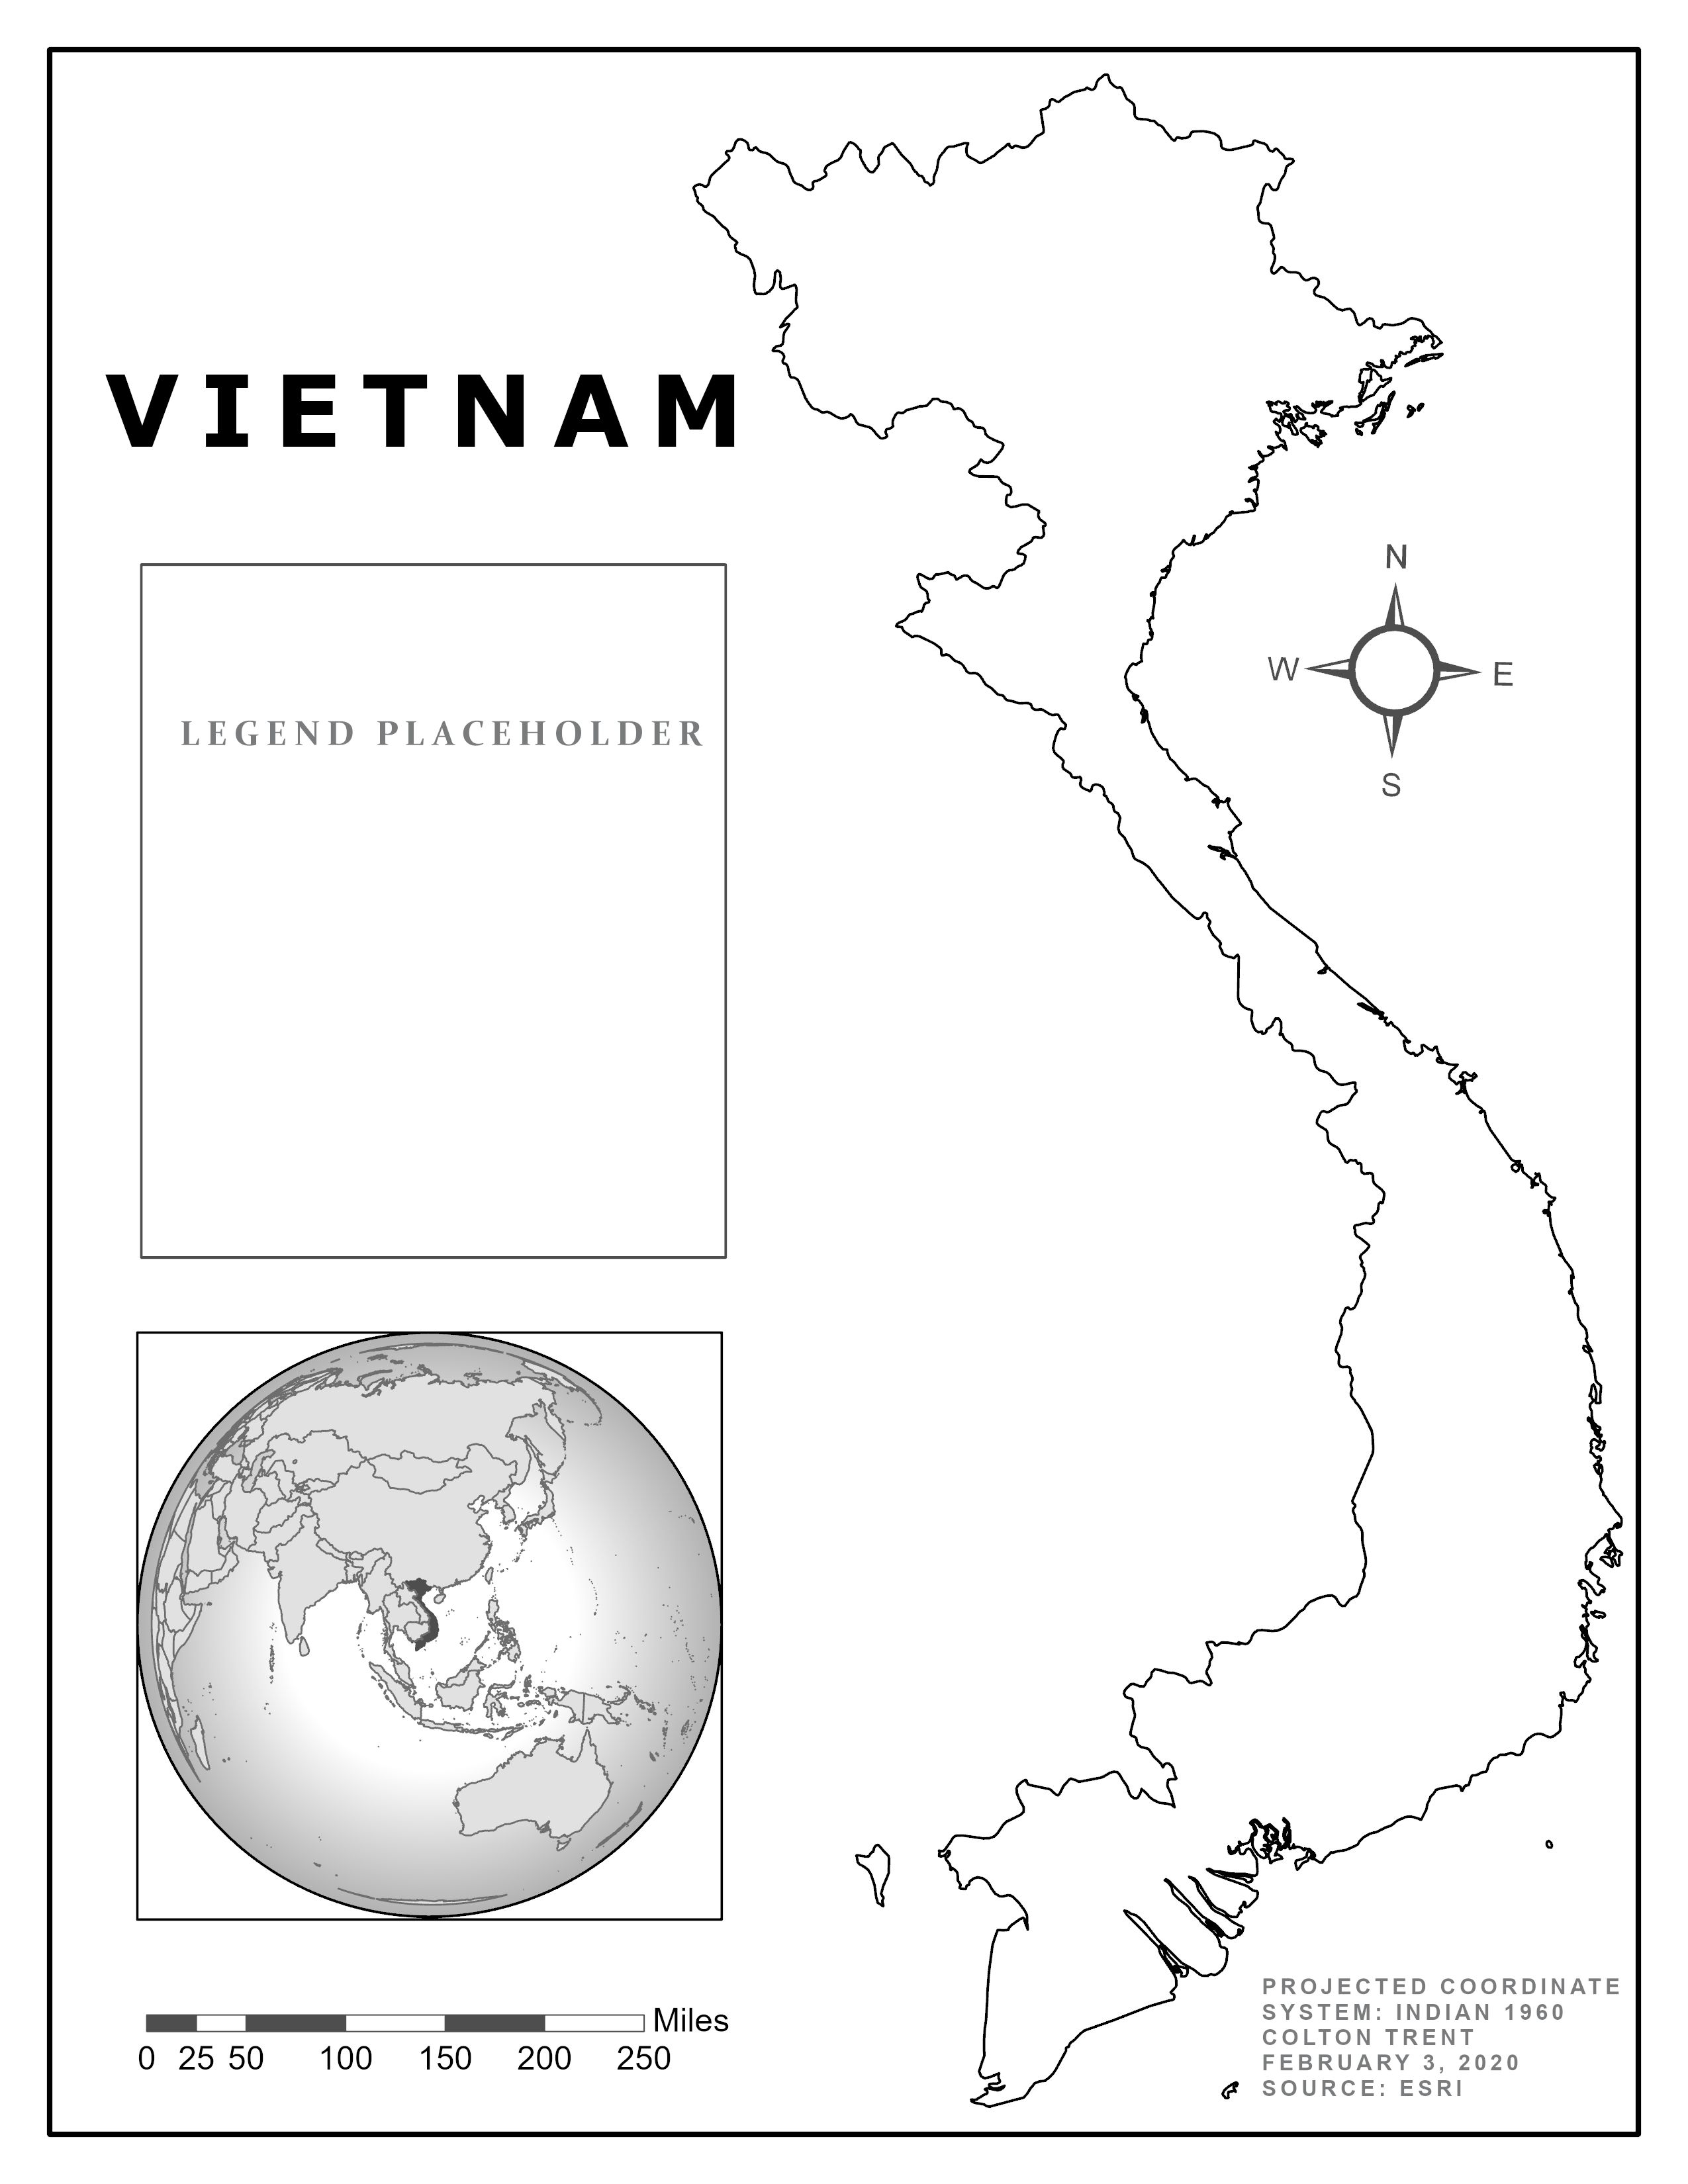 VIETNAM
LEGEND PLACEHOLDER
N
W
E
S
Miles
0 25 50 100 150 200 250
PROJECTED COORDINATE
SYSTEM: INDIAN 1960
COLTON TRENT
FEBRUARY 3, 2020
SOURCE: ESRI